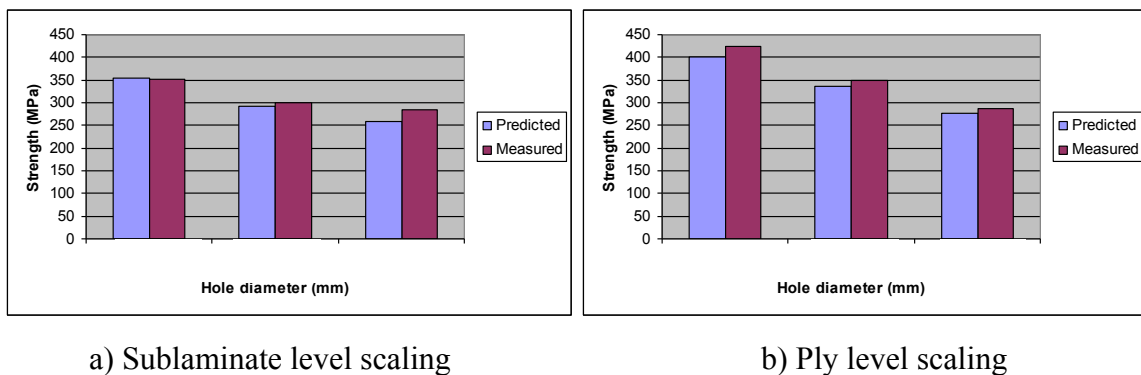 450
400
350
300
250
200
150
100
50
0
Strength (MPa)
Hole diameter (mm)
Predicted
Measured
450
400
350
300
250
200
150
100
50
0
Strength (MPa)
Hole diameter (mm)
Predicted
Measured
a) Sublaminate level scaling
b) Ply level scaling